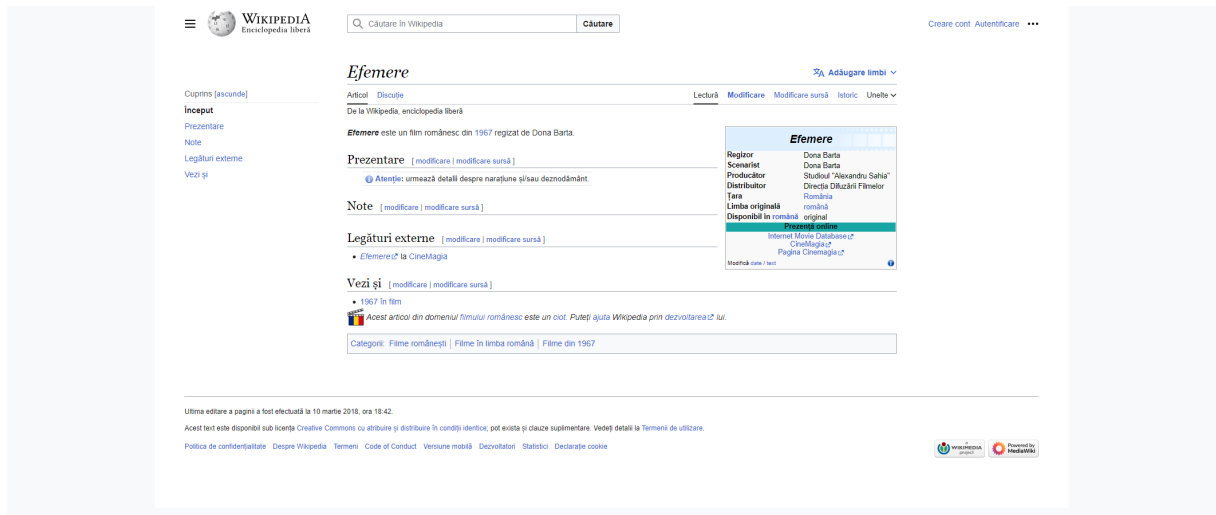 WIKIPEDIA
Enciclopedia liberă
Căutare în Wikipedia
Căutare
Creare cont Autentificare
Efemere
Adăugare limbi
Cuprins [ascunde]
Început
Prezentare
Note
Legături externe
Vezi și
Articol Discuție
Lectură Modificare Modificare sursă Istoric Unelte
De la Wikipedia, enciclopedia liberă
Efemere este un film românesc din 1967 regizat de Dona Barta.
Prezentare [ modificare | modificare sursă ]
Atenție: urmează detalii despre narațiune și/sau deznodământ.
Note [ modificare | modificare sursă ]
Legături externe [ modificare | modificare sursă ]
• Efemere la CineMagia
Vezi și [ modificare | modificare sursă ]
• 1967 în film
Acest articol din domeniul filmului românesc este un ciot. Puteți ajuta Wikipedia prin dezvoltarea lui.
Efemere
Regizor Dona Barta
Scenarist Dona Barta
Producător Studioul "Alexandru Sahia"
Distribuitor Direcția Difuzării Filmelor
Țara România
Limba originală română
Disponibil în română original
Prezență online
Internet Movie Database
CineMagia
Pagina Cinemagia
Modifică date / text
Categorii: Filme românești | Filme în limba română | Filme din 1967
Ultima editare a paginii a fost efectuată la 10 martie 2018, ora 18:42.
Acest text este disponibil sub licența Creative Commons cu atribuire și distribuire în condiții identice; pot exista și clauze suplimentare. Vedeți detalii la Termenii de utilizare.
Politica de confidențialitate Despre Wikipedia Termeni Code of Conduct Versiune mobilă Dezvoltatori Statistici Declarație cookie
A WIKIMEDIA project
Powered by MediaWiki